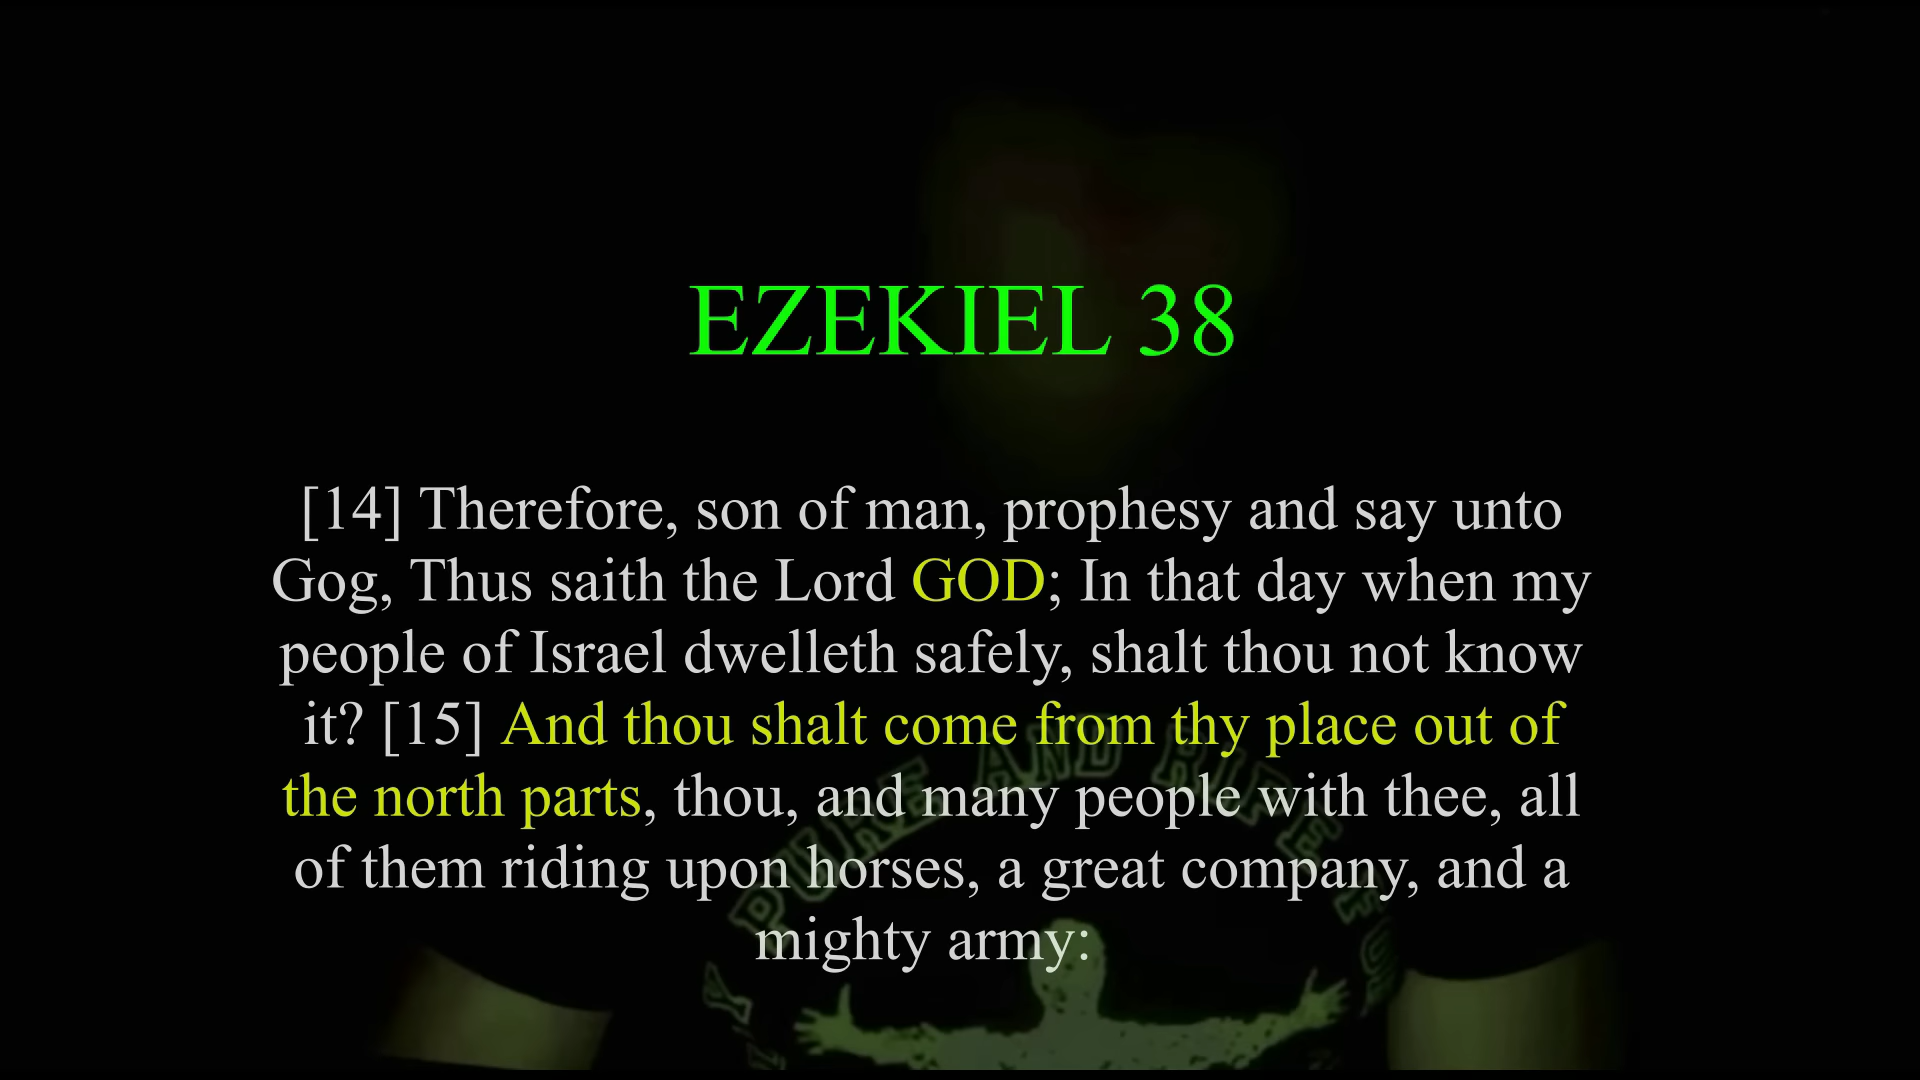 EZEKIEL 38
[14] Therefore, son of man, prophesy and say unto
Gog, Thus saith the Lord GOD; In that day when my
people of Israel dwelleth safely, shalt thou not know
it? [15] And thou shalt come from thy place out of
the north parts, thou, and many people with thee, all
of them riding upon horses, a great company, and a
mighty army:
PURE AND RIPE